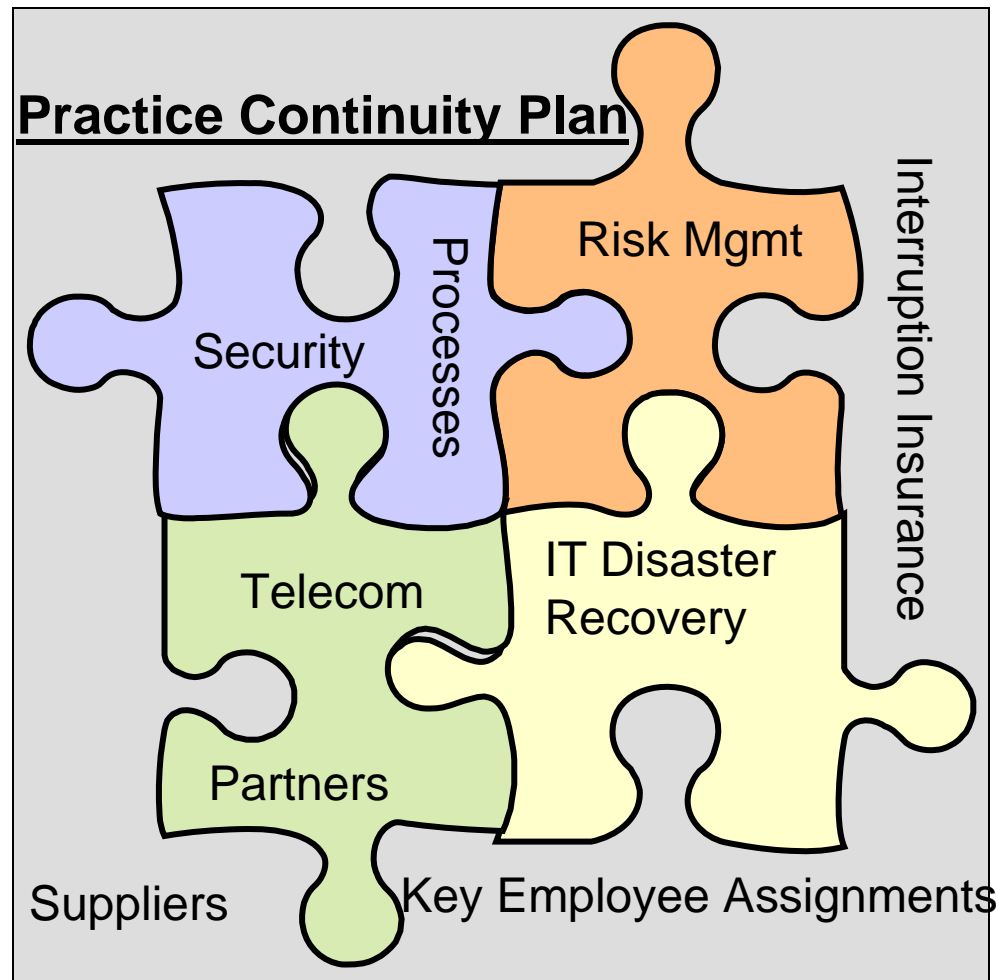 Practice Continuity Plan
Risk Mgmt
Interruption Insurance
Processes
Security
IT Disaster
Recovery
Telecom
Partners
Suppliers
Key Employee Assignments